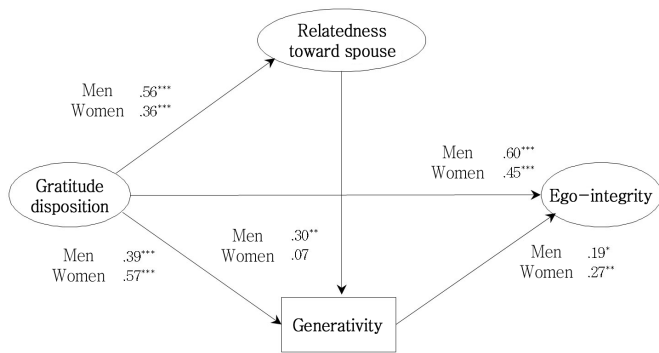 Relatedness
toward spouse
Men .56***
Women .36***
Men .60***
Women .45***
Gratitude
disposition
Ego-integrity
Men .30**
Women .07
Men .39***
Women .57***
Men .19*
Women .27**
Generativity